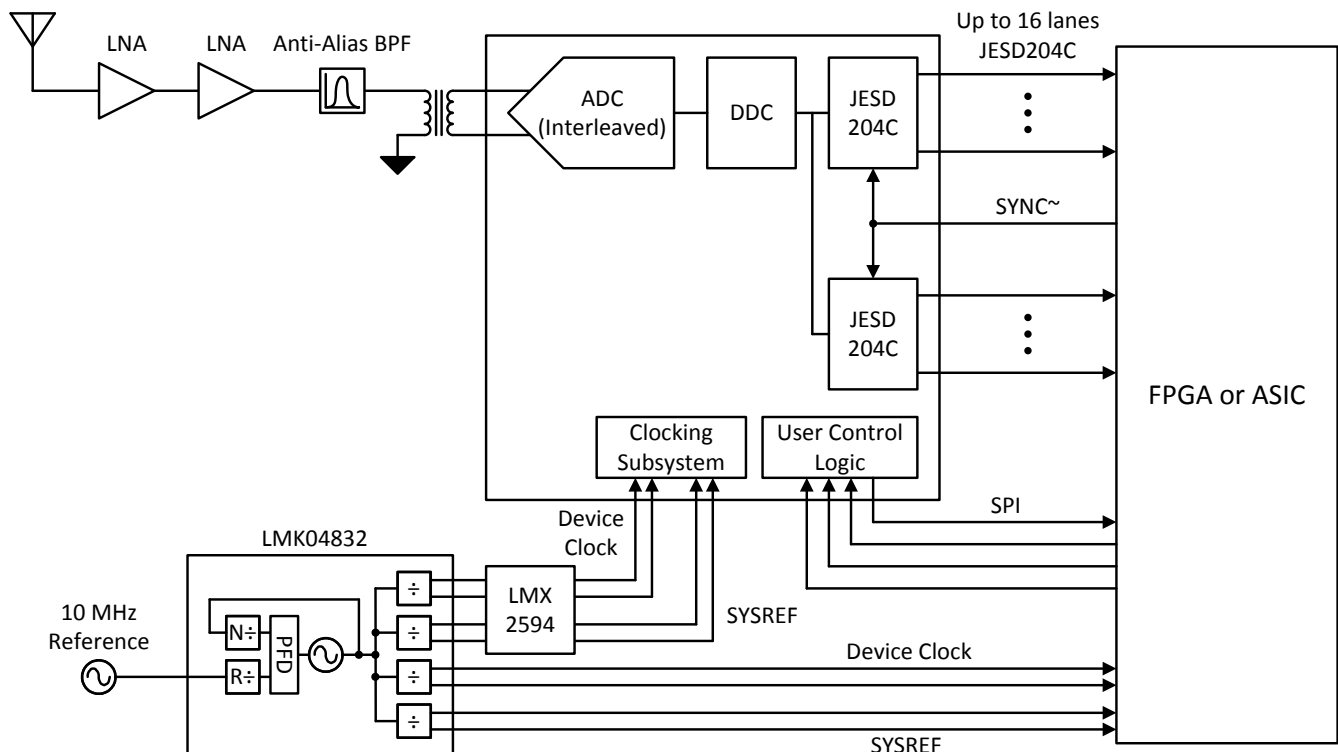 Up to 16 lanes
JESD204C
LNA
LNA
Anti-Alias BPF
ADC
(Interleaved)
DDC
JESD
204C
SYNC~
JESD
204C
FPGA or ASIC
Clocking
Subsystem
User Control
Logic
SPI
Device
Clock
LMK04832
÷
LMX
2594
SYSREF
10 MHz
Reference
N÷
PFD
R÷
÷
÷
÷
Device Clock
SYSREF